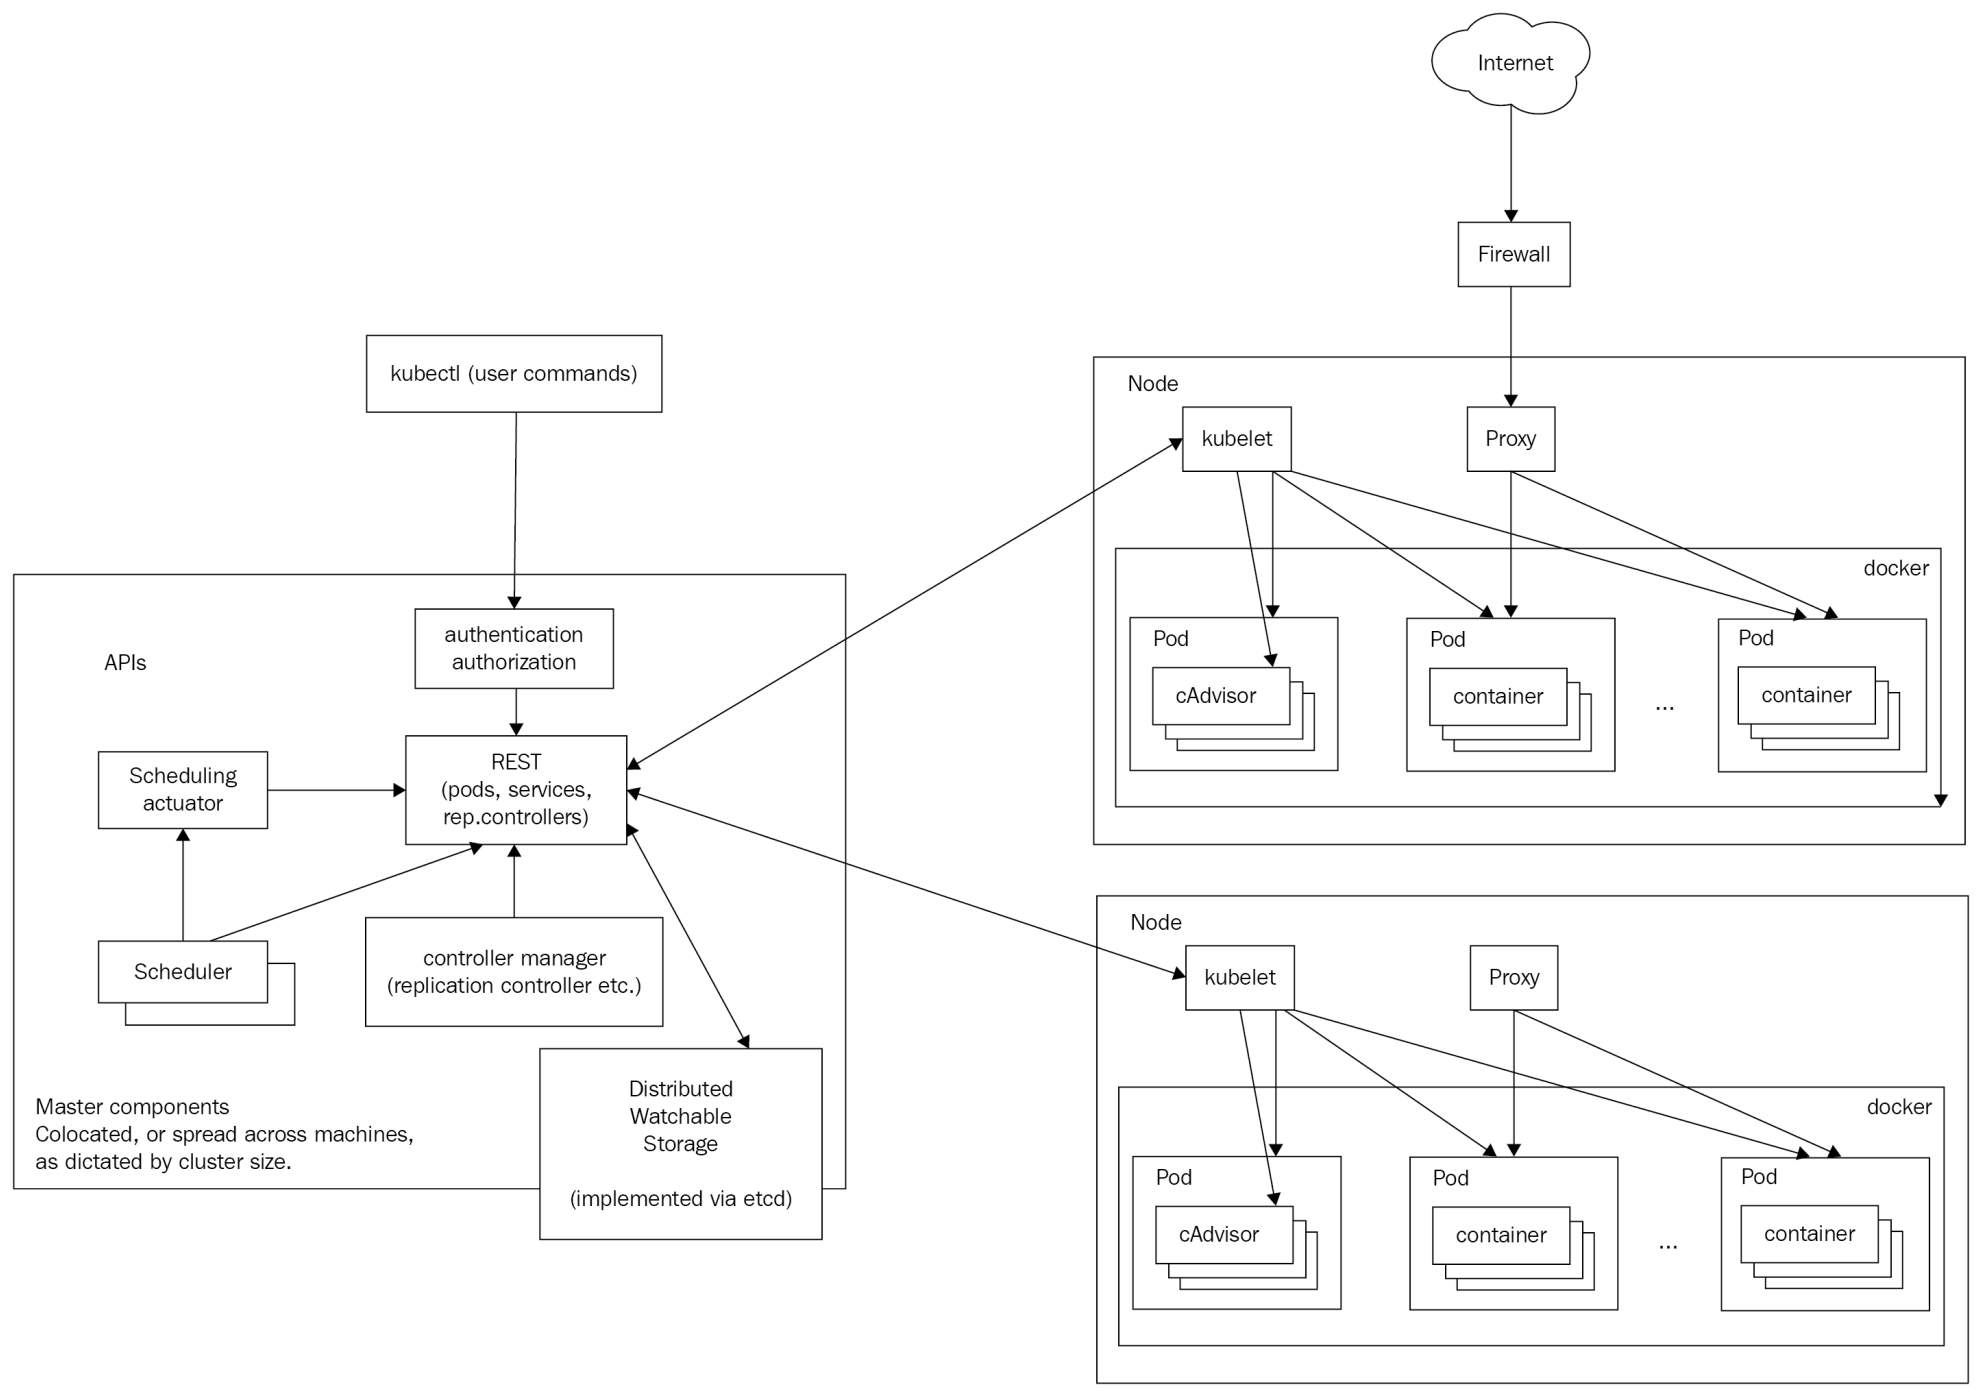 Internet
Firewall
kubectl (user commands)
Node
kubelet
Proxy
docker
Pod
cAdvisor
Pod
container
...
Pod
container
APIs
authentication
authorization
Scheduling
actuator
REST
(pods, services,
rep.controllers)
Scheduler
controller manager
(replication controller etc.)
Distributed
Watchable
Storage
(implemented via etcd)
Master components
Colocated, or spread across machines,
as dictated by cluster size.
Node
kubelet
Proxy
docker
Pod
cAdvisor
Pod
container
...
Pod
container